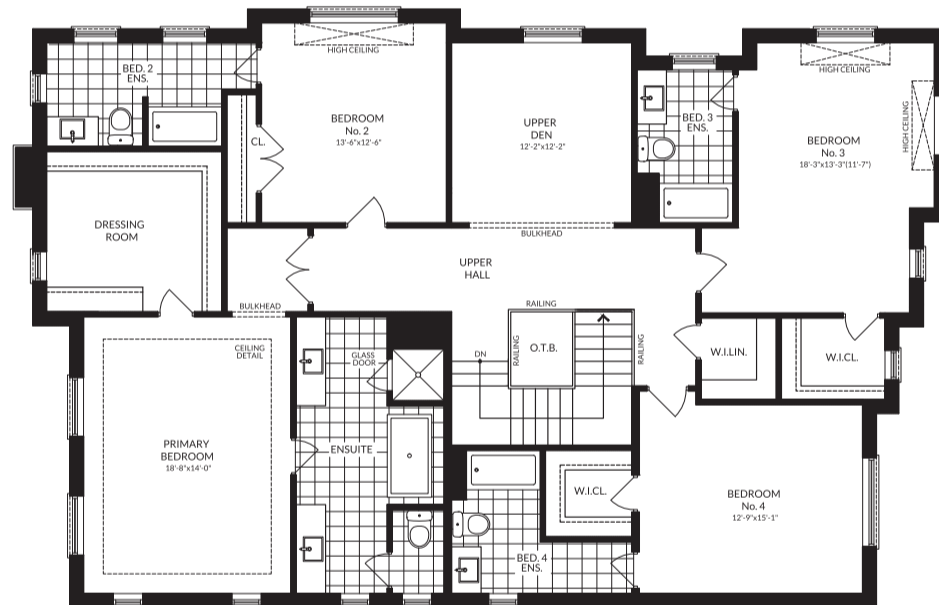 BED. 2
ENS.
HIGH CEILING
BEDROOM
No. 2
13'-6"x12'-6"
CL.
UPPER
DEN
12'-2"x12'-2"
BED. 3
ENS.
HIGH CEILING
HIGH CEILING
BEDROOM
No. 3
18'-3"x13'-3"(11'-7")
DRESSING
ROOM
BULKHEAD
UPPER
HALL
BULKHEAD
RAILING
RAILING
O.T.B.
RAILING
DN
W.I.LIN.
W.I.CL.
CEILING
DETAIL
GLASS
DOOR
PRIMARY
BEDROOM
18'-8"x14'-0"
ENSUITE
W.I.CL.
BEDROOM
No. 4
12'-9"x15'-1"
BED. 4
ENS.